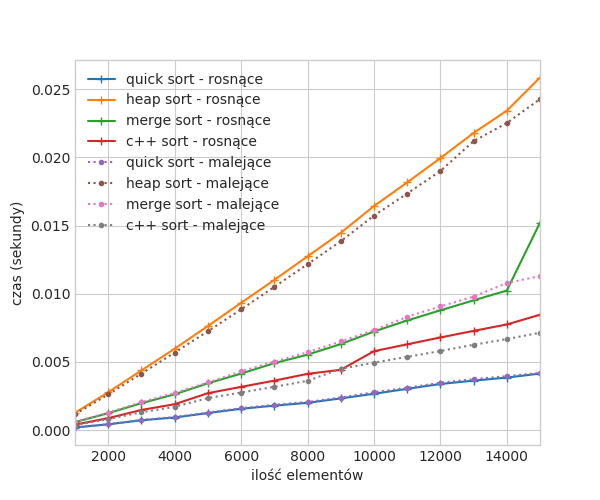 quick sort - rosnące
heap sort - rosnące
merge sort - rosnące
c++ sort - rosnące
quick sort - malejące
heap sort - malejące
merge sort - malejące
c++ sort - malejące
0.025
0.020
0.015
0.010
0.005
0.000
czas (sekundy)
2000 4000 6000 8000 10000 12000 14000
ilość elementów